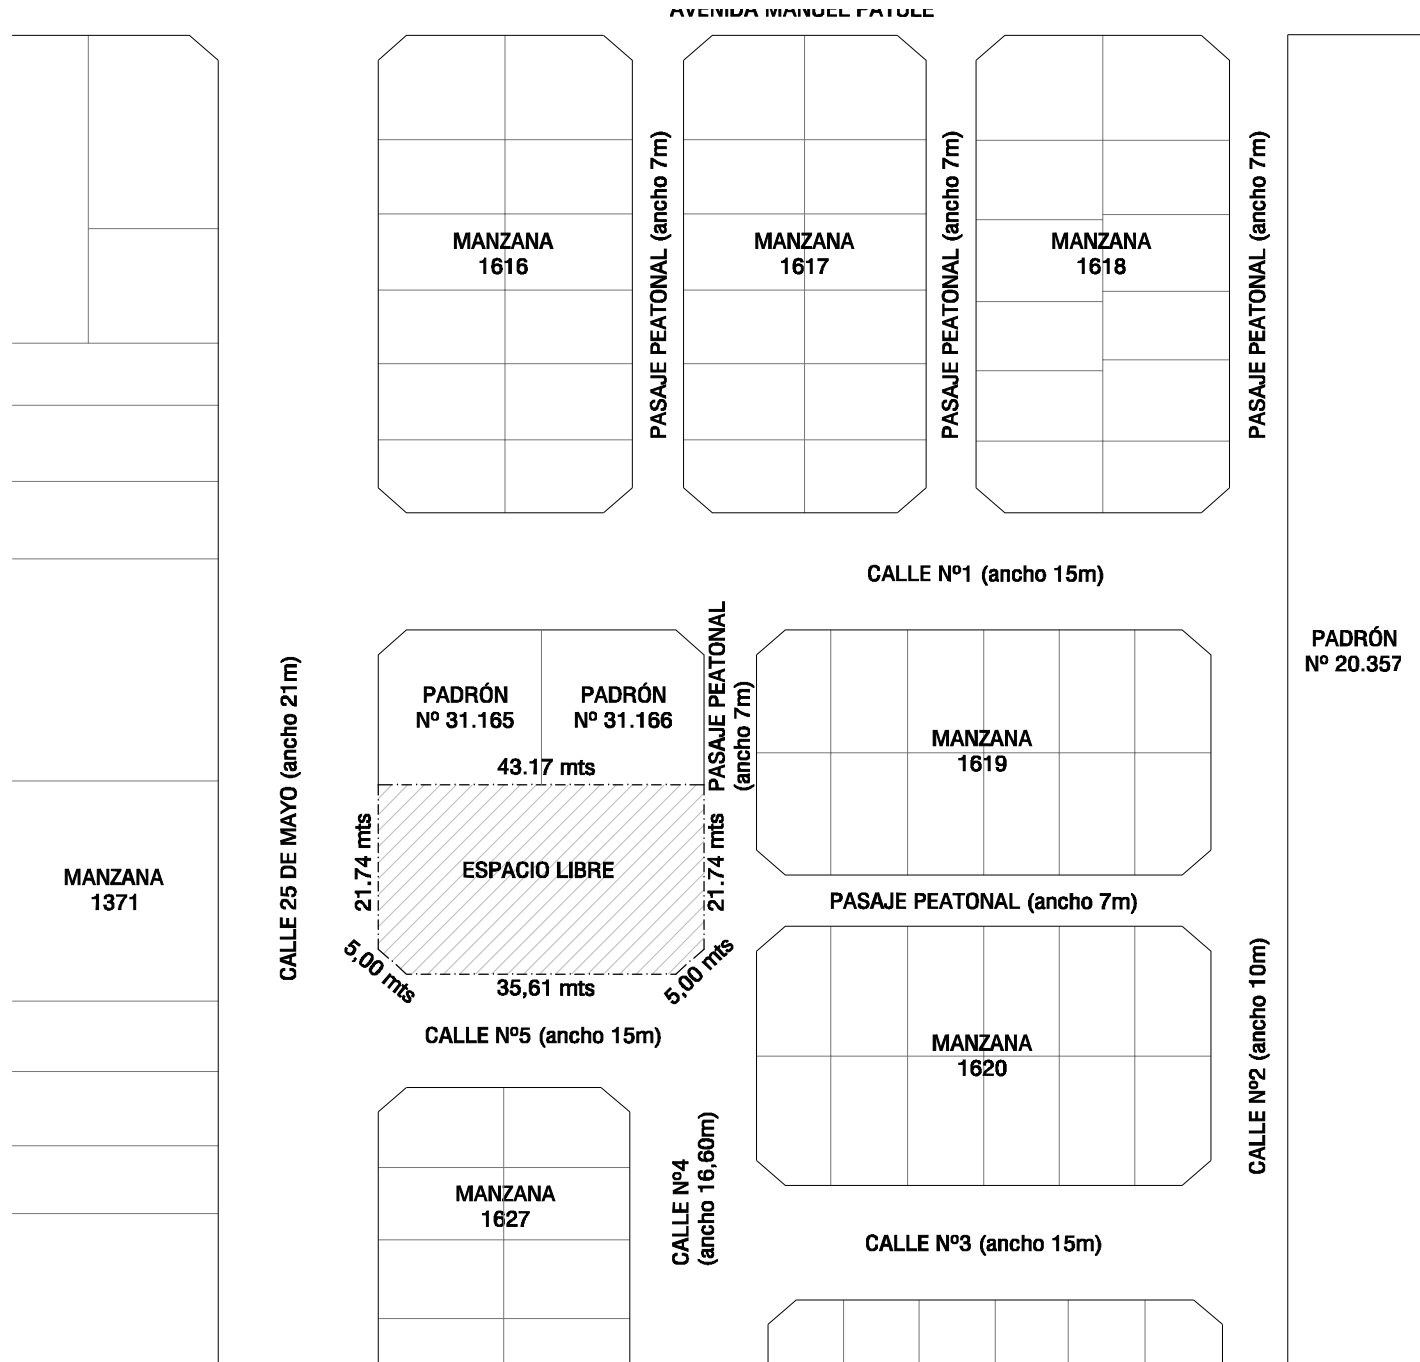 AVENIDA MANUEL
MANZANA
1616
PASAJE PEATONAL (ancho 7m)
MANZANA
1617
PASAJE PEATONAL (ancho 7m)
MANZANA
1618
PASAJE PEATONAL (ancho 7m)
CALLE Nº1 (ancho 15m)
PADRÓN
Nº 20.357
CALLE 25 DE MAYO (ancho 21m)
PADRÓN
Nº 31.165
PADRÓN
Nº 31.166
PASAJE PEATONAL
(ancho 7m)
MANZANA
1619
43.17 mts
21.74 mts
ESPACIO LIBRE
21.74 mts
MANZANA
1371
PASAJE PEATONAL (ancho 7m)
5,00 mts
35,61 mts
5,00 mts
CALLE Nº5 (ancho 15m)
MANZANA
1620
CALLE Nº2 (ancho 10m)
MANZANA
1627
CALLE Nº4
(ancho 16,60m)
CALLE Nº3 (ancho 15m)